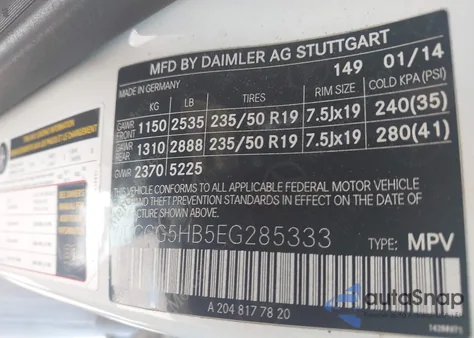 MFD BY DAIMLER AG STUTTGART
MADE IN GERMANY 149 01/14
KG LB TIRES RIM SIZE COLD KPA (PSI)
GAWR FRONT 1150 2535 235/50 R19 7.5Jx19 240(35)
GAWR REAR 1310 2888 235/50 R19 7.5Jx19 280(41)
GVWR 2370 5225
THIS VEHICLE CONFORMS TO ALL APPLICABLE FEDERAL MOTOR VEHICLE
AND THEFT PREVENTION STANDARDS IN EFFECT ON THE DATE OF
MANUFACTURE
G5HB5EG285333 TYPE: MPV
A 204 817 78 20
autoSnap